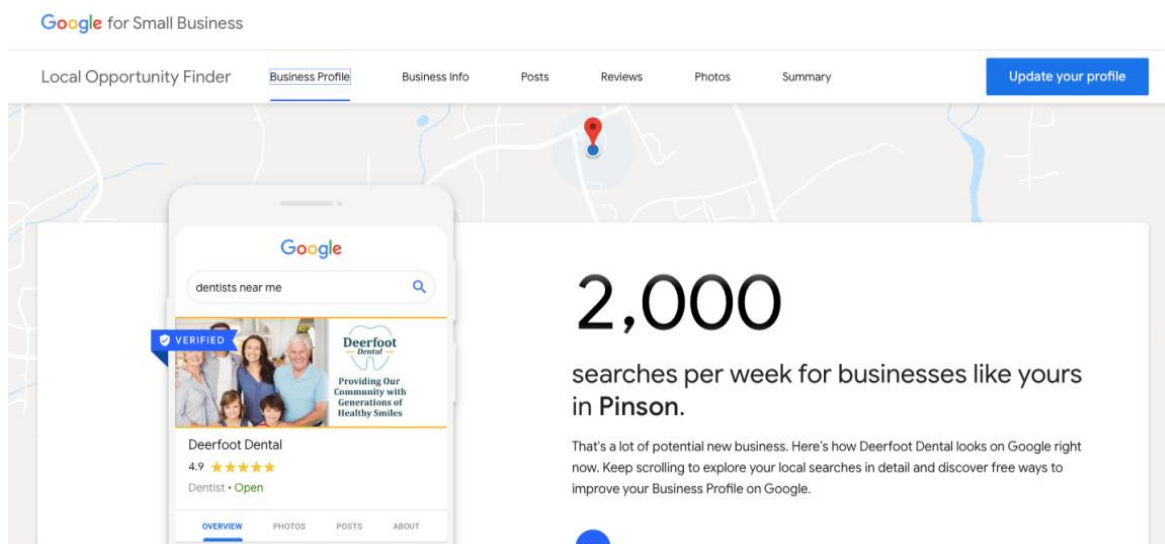 Google for Small Business
Local Opportunity Finder
Business Profile
Business Info
Posts
Reviews
Photos
Summary
Update your profile
Google
dentists near me
VERIFIED
Deerfoot
Dental
Providing Our
Community with
Generations of
Healthy Smiles
Deerfoot Dental
4.9
Dentist • Open
OVERVIEW
PHOTOS
POSTS
ABOUT
2,000
searches per week for businesses like yours
in Pinson.
That's a lot of potential new business. Here's how Deerfoot Dental looks on Google right
now. Keep scrolling to explore your local searches in detail and discover free ways to
improve your Business Profile on Google.